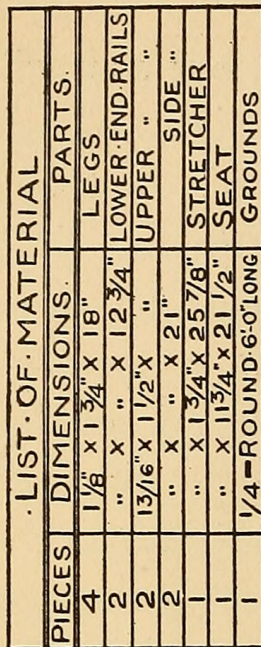 · LIST · OF · MATERIAL
PIECES DIMENSIONS. PARTS.
4 1 1/8" X 1 3/4" X 18" LEGS
2 " X " X 12 3/4" LOWER · END · RAILS
2 13/16" X 1 1/2" X " UPPER " "
2 " X " X 21" SIDE "
1 " X 1 3/4" X 25 7/8" STRETCHER
1 " X 11 3/4" X 21 1/2" SEAT
1 1/4 - ROUND · 6'-0" LONG GROUNDS